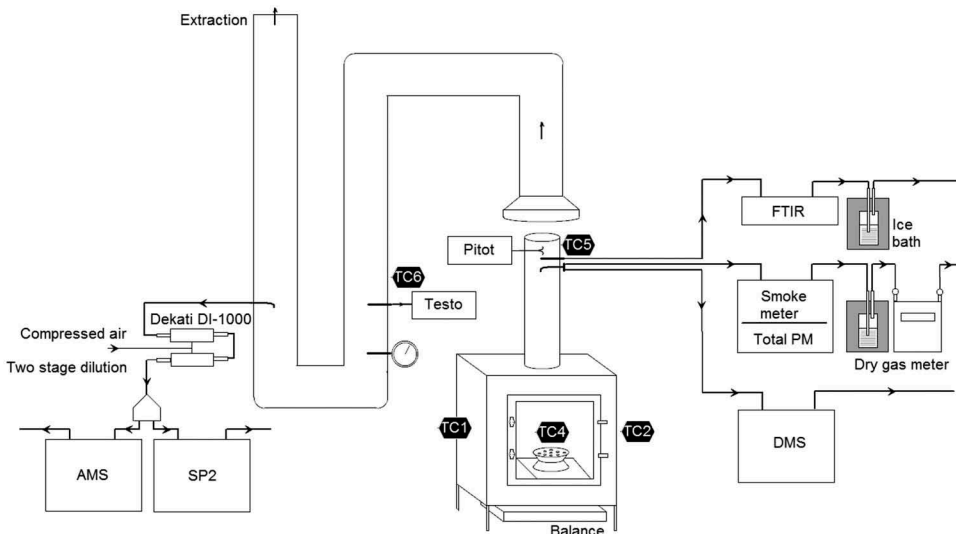 Extraction
Pitot
TC5
FTIR
Ice
bath
TC6
Testo
Smoke
meter
Total PM
Dry gas meter
Dekati DI-1000
Compressed air
Two stage dilution
TC1
TC4
TC2
DMS
AMS
SP2
Balance